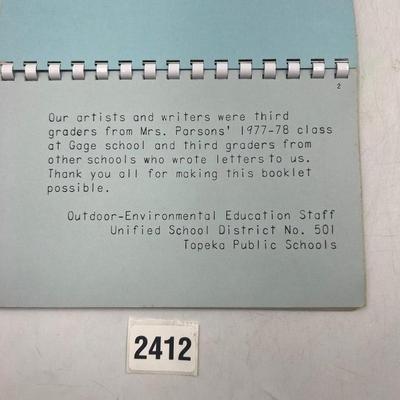 2
Our artists and writers were third
graders from Mrs. Parsons' 1977-78 class
at Gage school and third graders from
other schools who wrote letters to us.
Thank you all for making this booklet
possible.
Outdoor-Environmental Education Staff
Unified School District No. 501
Topeka Public Schools
2412